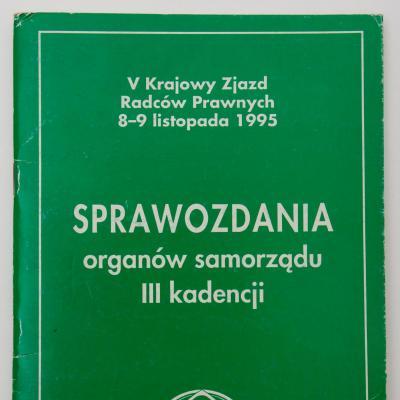 V Krajowy Zjazd
Radców Prawnych
8–9 listopada 1995
SPRAWOZDANIA
organów samorządu
III kadencji